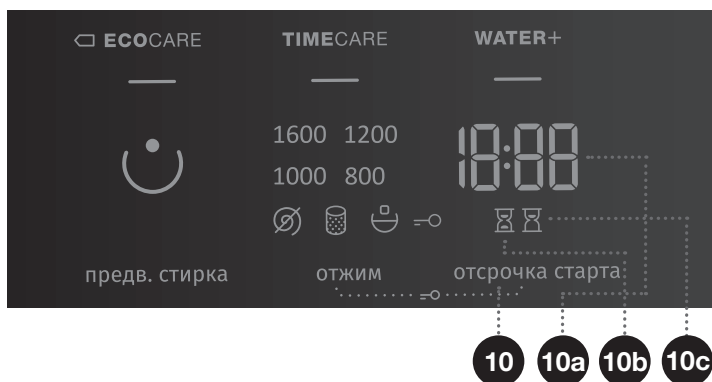 ECOCARE TIMECARE WATER+
1600 1200 18:88
1000 800
предв. стирка отжим отсрочка старта
10 10a 10b 10c